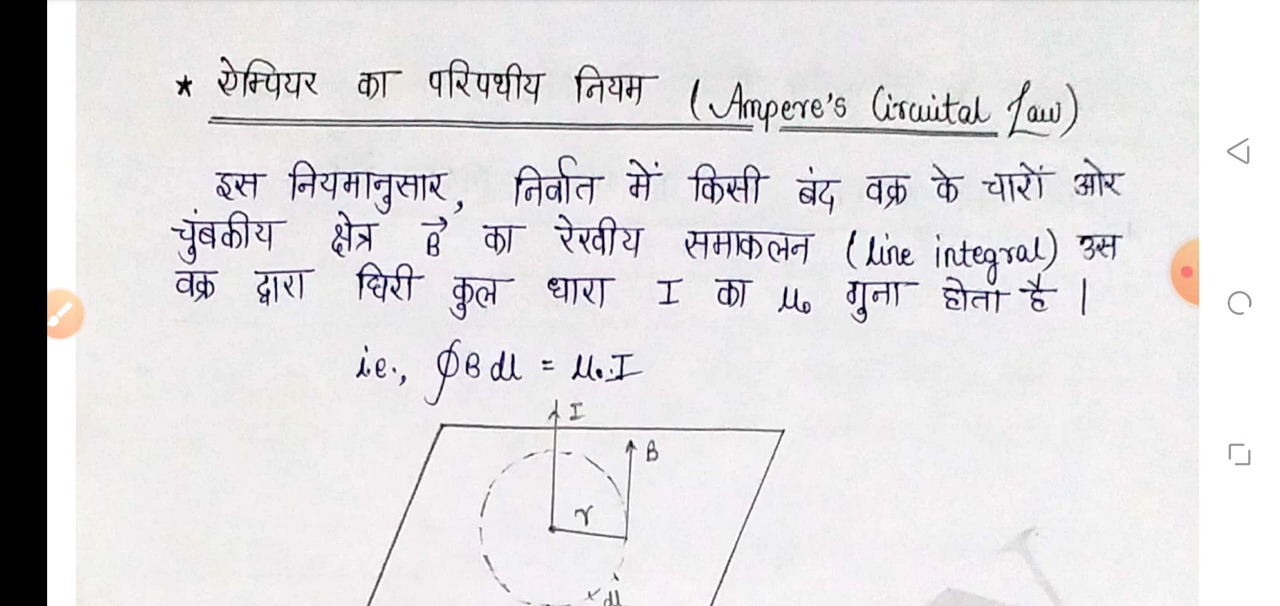 * ऐम्पियर का परिपथीय नियम (Ampere's Circuital Law)
इस नियमानुसार, निर्वात में किसी बंद वक्र के चारों ओर
चुंबकीय क्षेत्र B⃗ का रेखीय समाकलन (line integral) उस
वक्र द्वारा घिरी कुल धारा I का μ₀ गुना होता है |
i.e., ∮B dl = μ₀I
I
B
r
dl